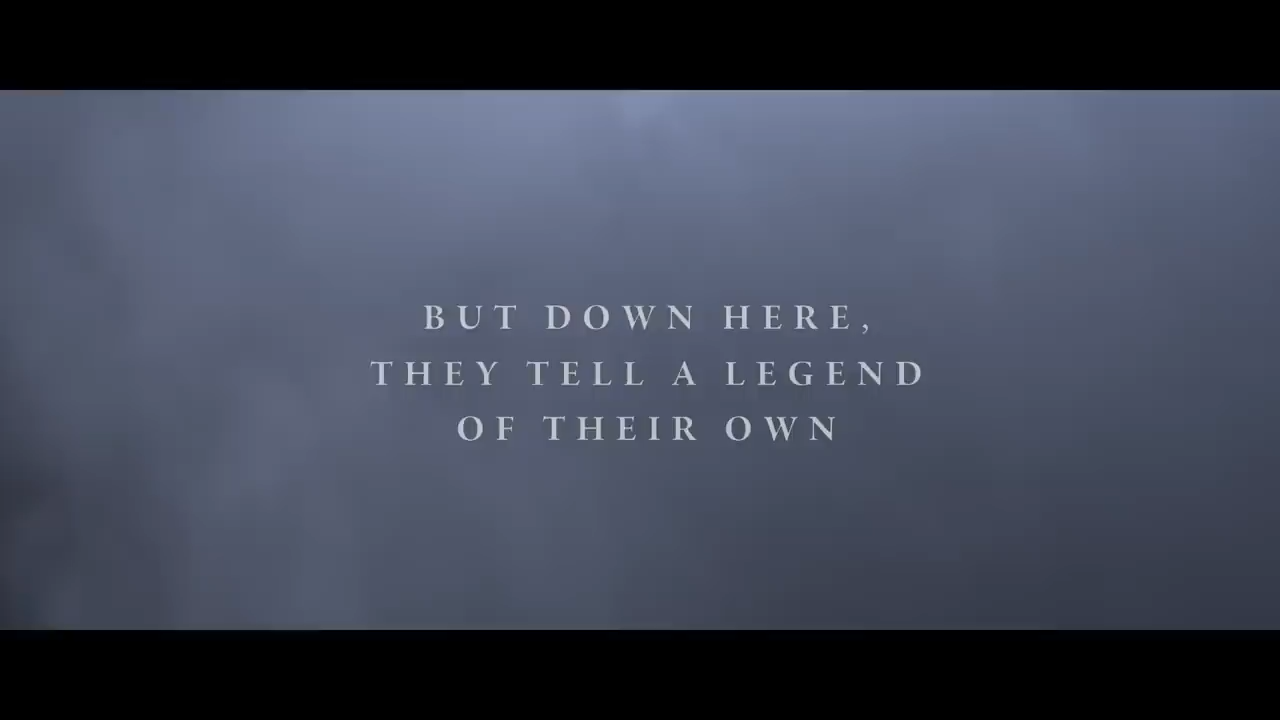 BUT DOWN HERE,
THEY TELL A LEGEND
OF THEIR OWN